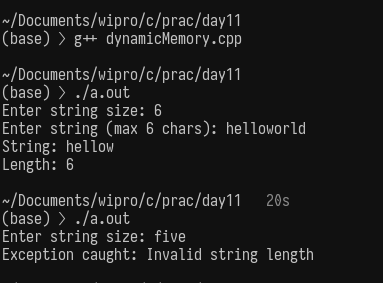 ~/Documents/wipro/c/prac/day11
(base) > g++ dynamicMemory.cpp
~/Documents/wipro/c/prac/day11
(base) > ./a.out
Enter string size: 6
Enter string (max 6 chars): helloworld
String: hellow
Length: 6
~/Documents/wipro/c/prac/day11 20s
(base) > ./a.out
Enter string size: five
Exception caught: Invalid string length